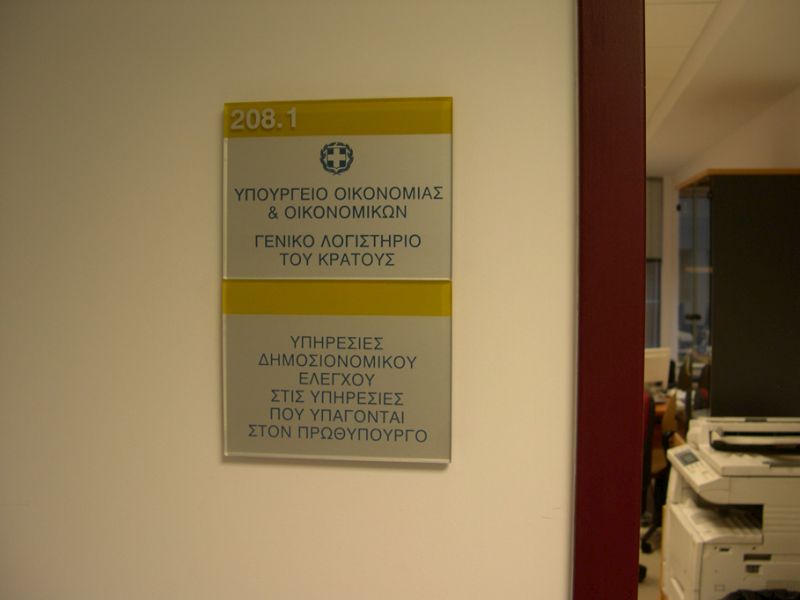 208.1
ΥΠΟΥΡΓΕΙΟ ΟΙΚΟΝΟΜΙΑΣ
& ΟΙΚΟΝΟΜΙΚΩΝ
ΓΕΝΙΚΟ ΛΟΓΙΣΤΗΡΙΟ
ΤΟΥ ΚΡΑΤΟΥΣ
ΥΠΗΡΕΣΙΕΣ
ΔΗΜΟΣΙΟΝΟΜΙΚΟΥ
ΕΛΕΓΧΟΥ
ΣΤΙΣ ΥΠΗΡΕΣΙΕΣ
ΠΟΥ ΥΠΑΓΟΝΤΑΙ
ΣΤΟΝ ΠΡΩΘΥΠΟΥΡΓΟ